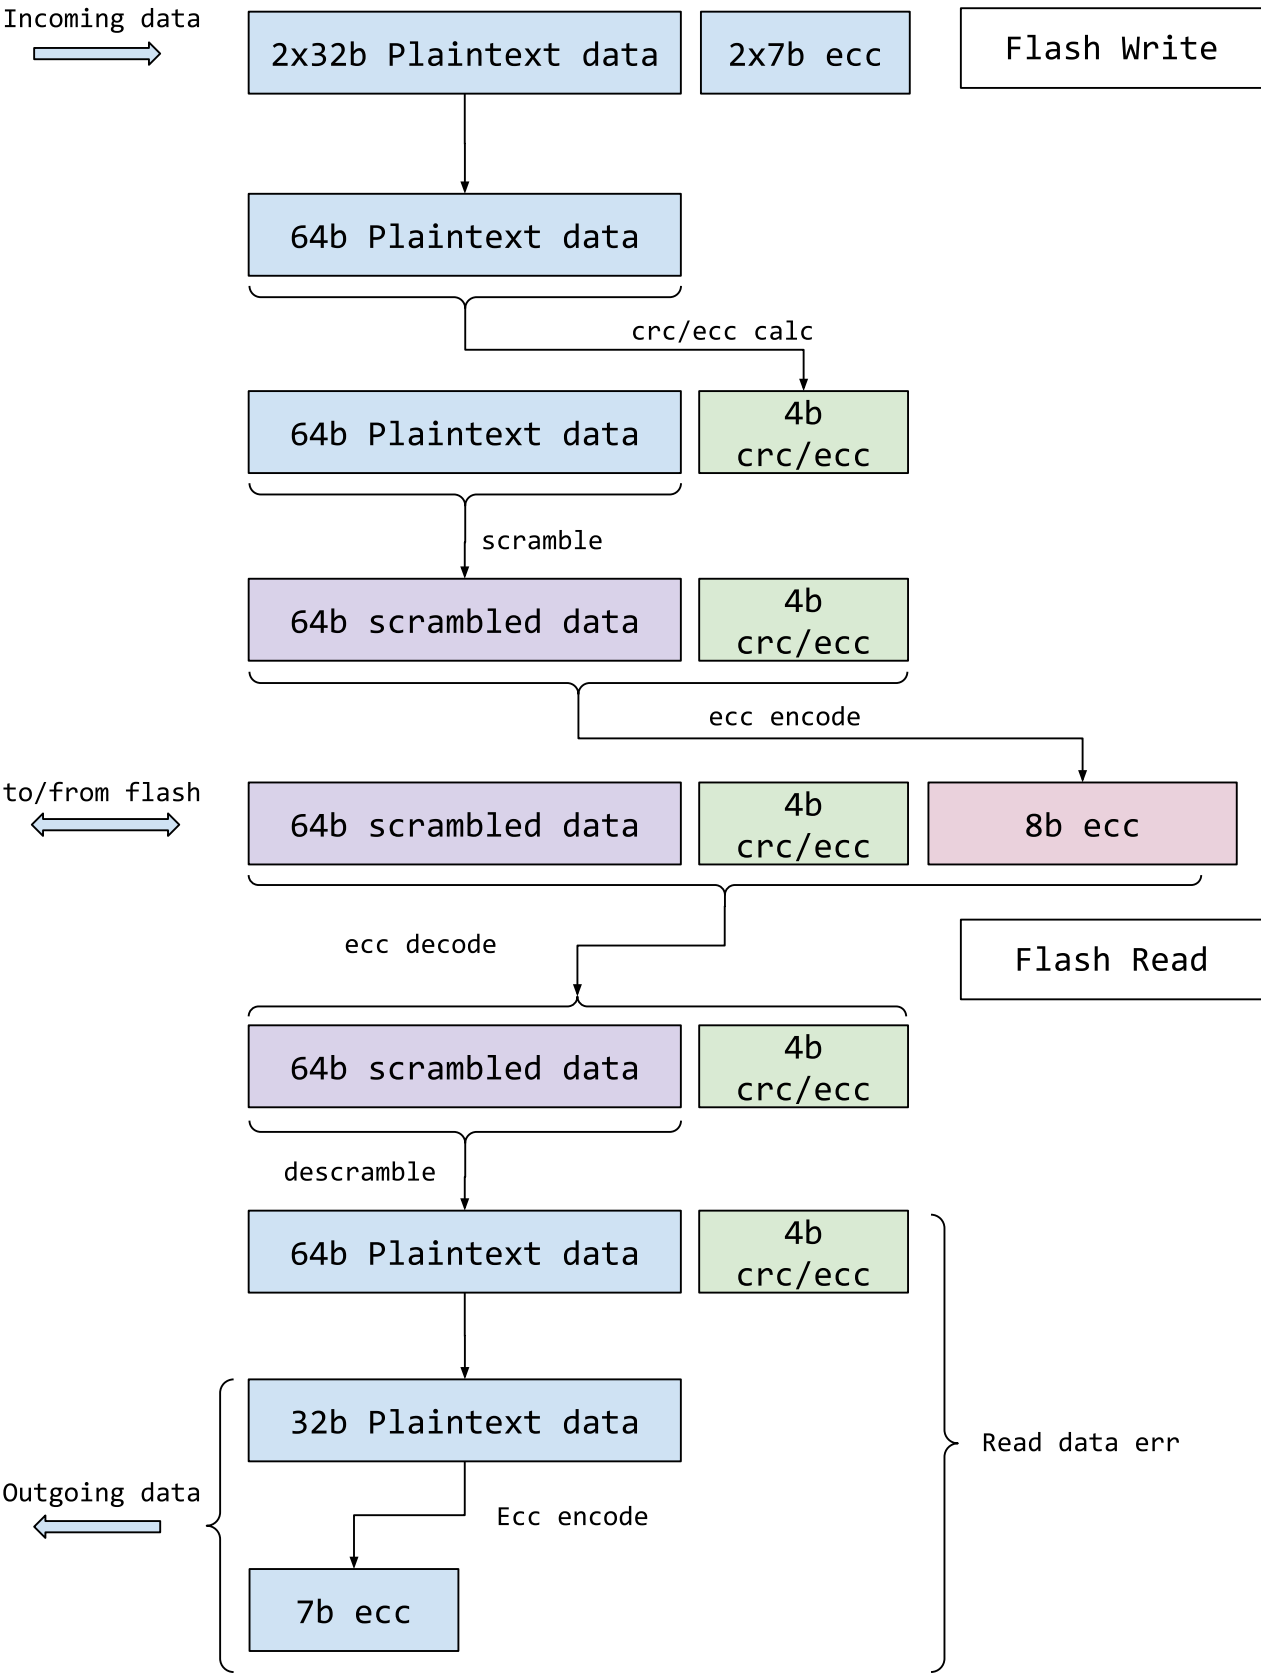 Incoming data
2x32b Plaintext data
2x7b ecc
Flash Write
64b Plaintext data
crc/ecc calc
64b Plaintext data
4b
crc/ecc
scramble
64b scrambled data
4b
crc/ecc
ecc encode
to/from flash
64b scrambled data
4b
crc/ecc
8b ecc
ecc decode
Flash Read
64b scrambled data
4b
crc/ecc
descramble
64b Plaintext data
4b
crc/ecc
32b Plaintext data
Read data err
Outgoing data
Ecc encode
7b ecc